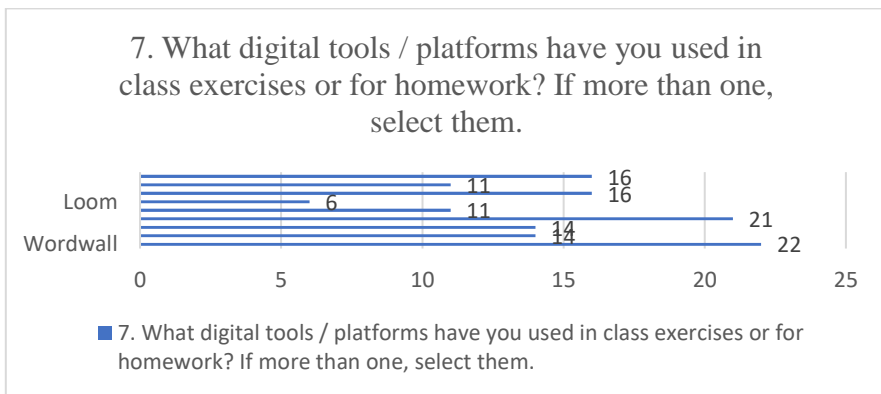 7. What digital tools / platforms have you used in
class exercises or for homework? If more than one,
select them.
16
11
16
Loom
6
11
21
14
14
Wordwall
22
0 5 10 15 20 25
7. What digital tools / platforms have you used in class exercises or for
homework? If more than one, select them.